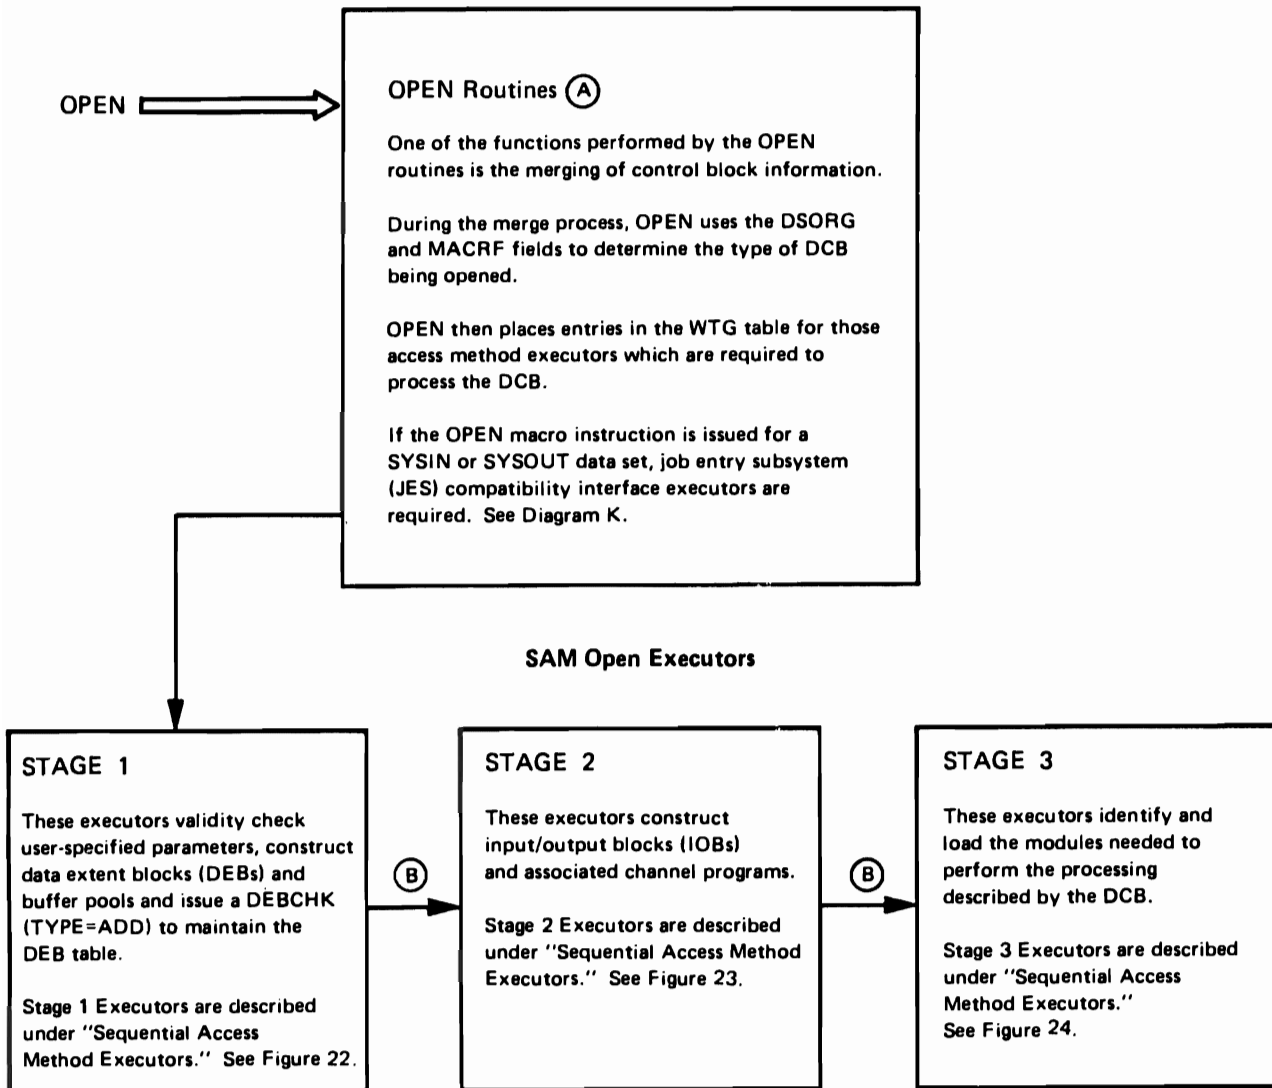 OPEN
OPEN Routines A
One of the functions performed by the OPEN
routines is the merging of control block information.
During the merge process, OPEN uses the DSORG
and MACRF fields to determine the type of DCB
being opened.
OPEN then places entries in the WTG table for those
access method executors which are required to
process the DCB.
If the OPEN macro instruction is issued for a
SYSIN or SYSOUT data set, job entry subsystem
(JES) compatibility interface executors are
required. See Diagram K.
SAM Open Executors
STAGE 1
These executors validity check
user-specified parameters, construct
data extent blocks (DEBs) and
buffer pools and issue a DEBCHK
(TYPE=ADD) to maintain the
DEB table.
Stage 1 Executors are described
under "Sequential Access
Method Executors." See Figure 22.
B
STAGE 2
These executors construct
input/output blocks (IOBs)
and associated channel programs.
Stage 2 Executors are described
under "Sequential Access Method
Executors." See Figure 23.
B
STAGE 3
These executors identify and
load the modules needed to
perform the processing
described by the DCB.
Stage 3 Executors are described
under "Sequential Access
Method Executors."
See Figure 24.